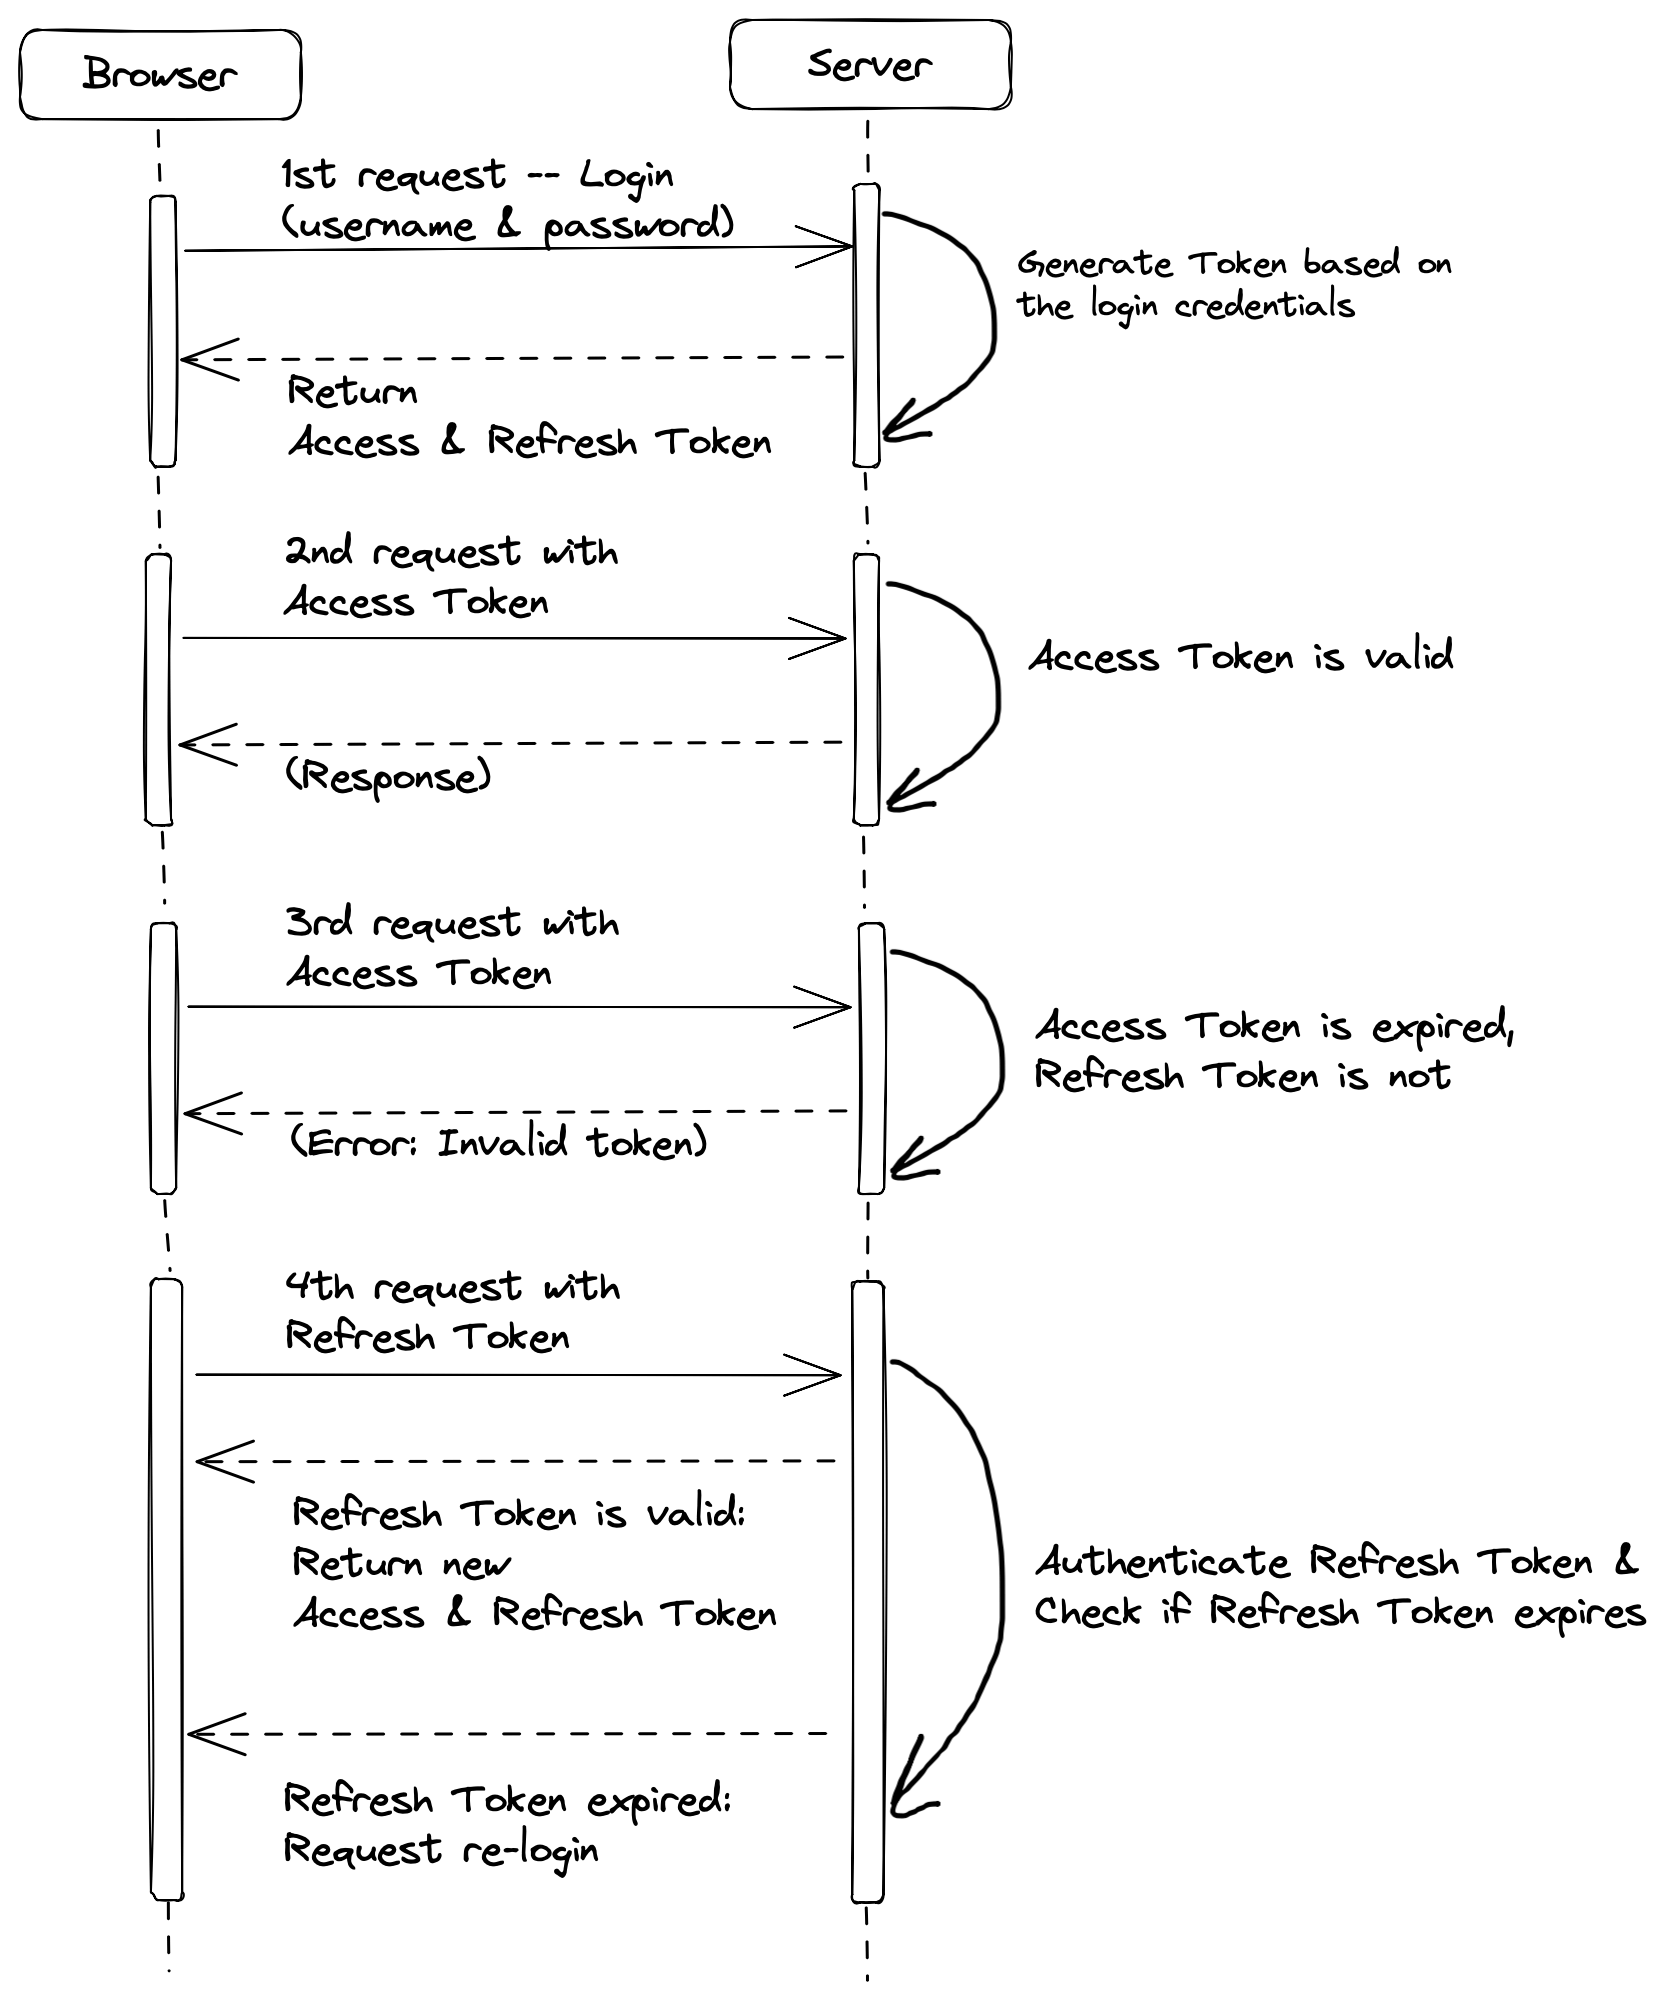 Browser
Server
1st request -- Login
(username & password)
Generate Token based on
the login credentials
Return
Access & Refresh Token
2nd request with
Access Token
Access Token is valid
(Response)
3rd request with
Access Token
Access Token is expired,
Refresh Token is not
(Error: Invalid token)
4th request with
Refresh Token
Refresh Token is valid:
Return new
Access & Refresh Token
Authenticate Refresh Token &
Check if Refresh Token expires
Refresh Token expired:
Request re-login